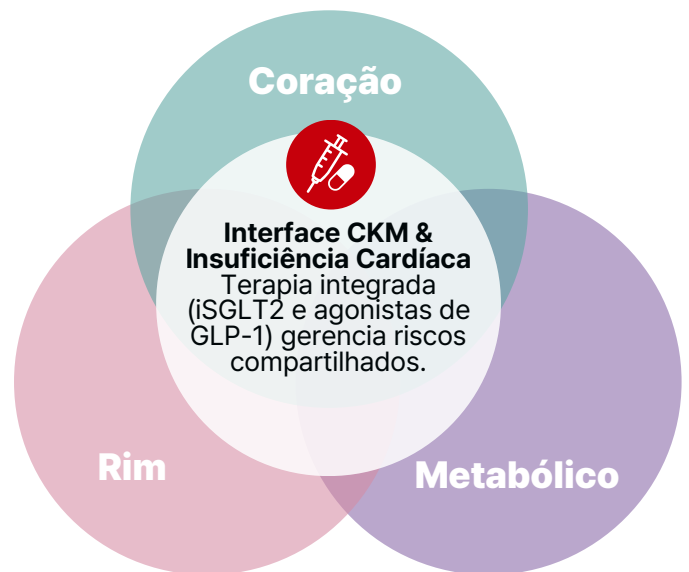 Coração
Interface CKM &
Insuficiência Cardíaca
Terapia integrada
(iSGLT2 e agonistas de
GLP-1) gerencia riscos
compartilhados.
Rim
Metabólico